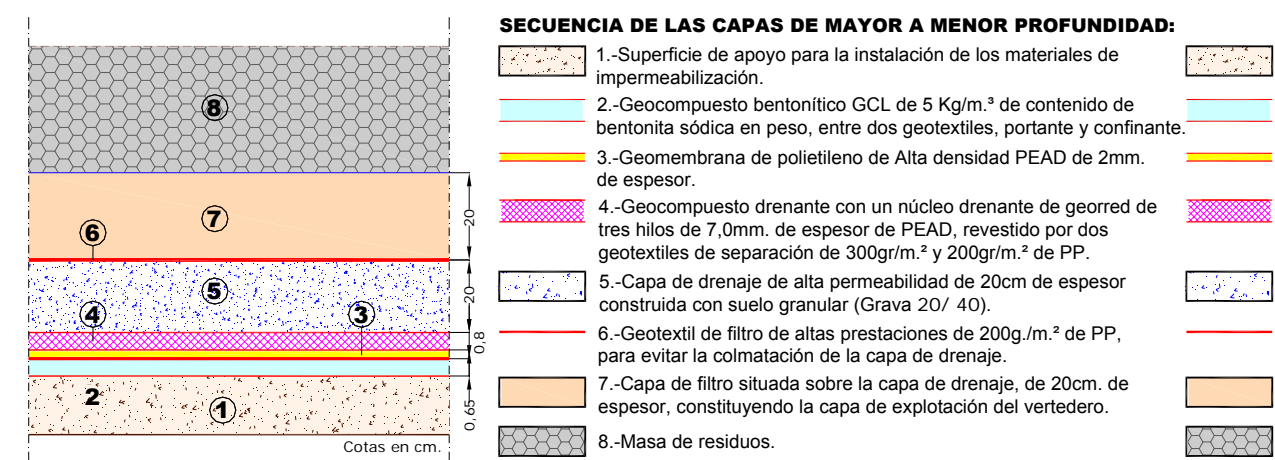 SECUENCIA DE LAS CAPAS DE MAYOR A MENOR PROFUNDIDAD:
1.-Superficie de apoyo para la instalación de los materiales de
impermeabilización.
2.-Geocompuesto bentonítico GCL de 5 Kg/m.³ de contenido de
bentonita sódica en peso, entre dos geotextiles, portante y confinante.
3.-Geomembrana de polietileno de Alta densidad PEAD de 2mm.
de espesor.
4.-Geocompuesto drenante con un núcleo drenante de georred de
tres hilos de 7,0mm. de espesor de PEAD, revestido por dos
geotextiles de separación de 300gr/m.² y 200gr/m.² de PP.
5.-Capa de drenaje de alta permeabilidad de 20cm de espesor
construida con suelo granular (Grava 20/ 40).
6.-Geotextil de filtro de altas prestaciones de 200g./m.² de PP,
para evitar la colmatación de la capa de drenaje.
7.-Capa de filtro situada sobre la capa de drenaje, de 20cm. de
espesor, constituyendo la capa de explotación del vertedero.
8.-Masa de residuos.
8
7
6
5
4
3
2
1
20
20
0,8
0,65
Cotas en cm.